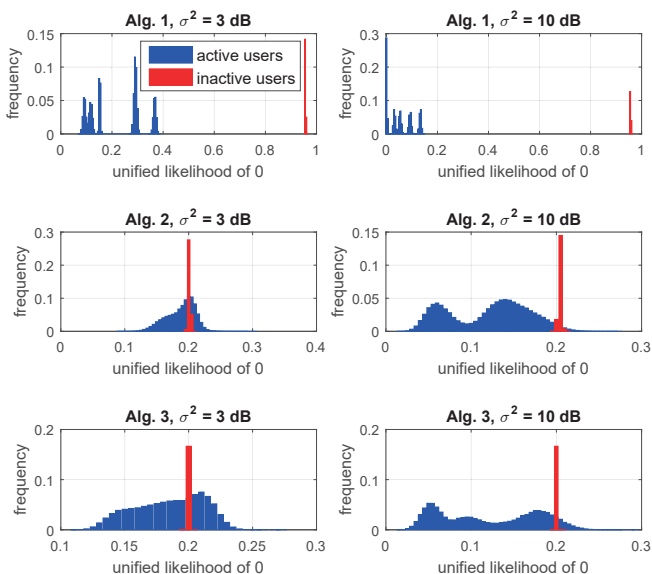 Alg. 1, σ² = 3 dB
0.15
0.1
0.05
0
frequency
active users
inactive users
0 0.2 0.4 0.6 0.8 1
unified likelihood of 0
Alg. 1, σ² = 10 dB
0.3
0.2
0.1
0
frequency
0 0.2 0.4 0.6 0.8 1
unified likelihood of 0
Alg. 2, σ² = 3 dB
0.3
0.2
0.1
0
frequency
0 0.1 0.2 0.3 0.4
unified likelihood of 0
Alg. 2, σ² = 10 dB
0.15
0.1
0.05
0
frequency
0 0.1 0.2 0.3
unified likelihood of 0
Alg. 3, σ² = 3 dB
0.2
0.1
0
frequency
0.1 0.15 0.2 0.25 0.3
unified likelihood of 0
Alg. 3, σ² = 10 dB
0.2
0.1
0
frequency
0 0.1 0.2 0.3
unified likelihood of 0